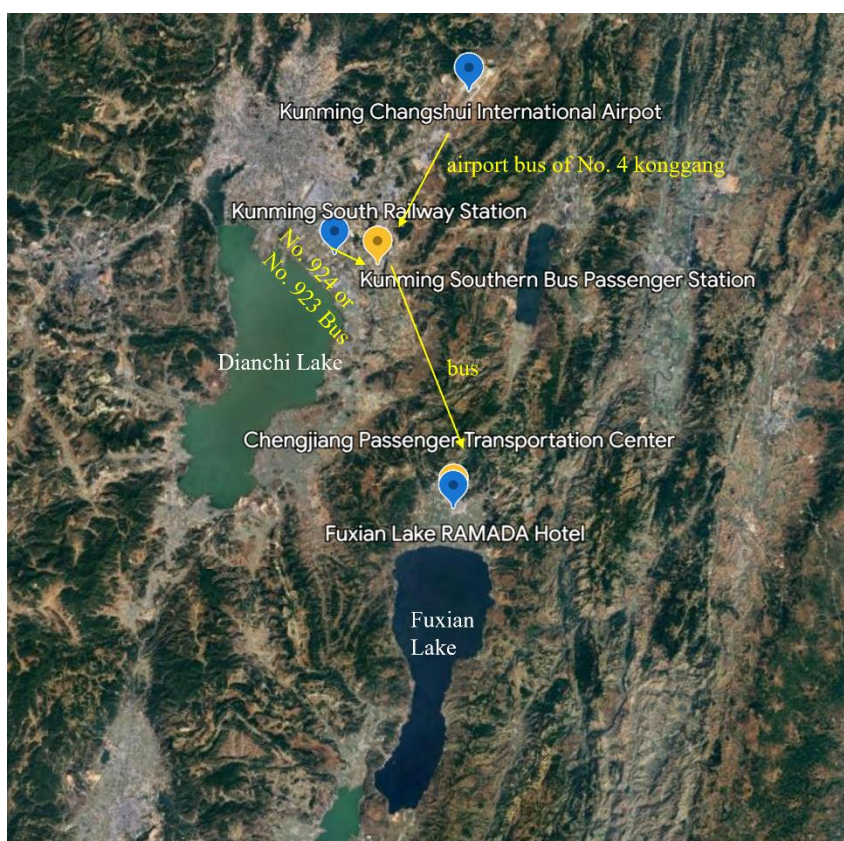 Kunming Changshui International Airpot
airport bus of No. 4 konggang
Kunming South Railway Station
No. 924 or
No. 923 Bus
Kunming Southern Bus Passenger Station
Dianchi Lake
bus
Chengjiang Passenger Transportation Center
Fuxian Lake RAMADA Hotel
Fuxian
Lake